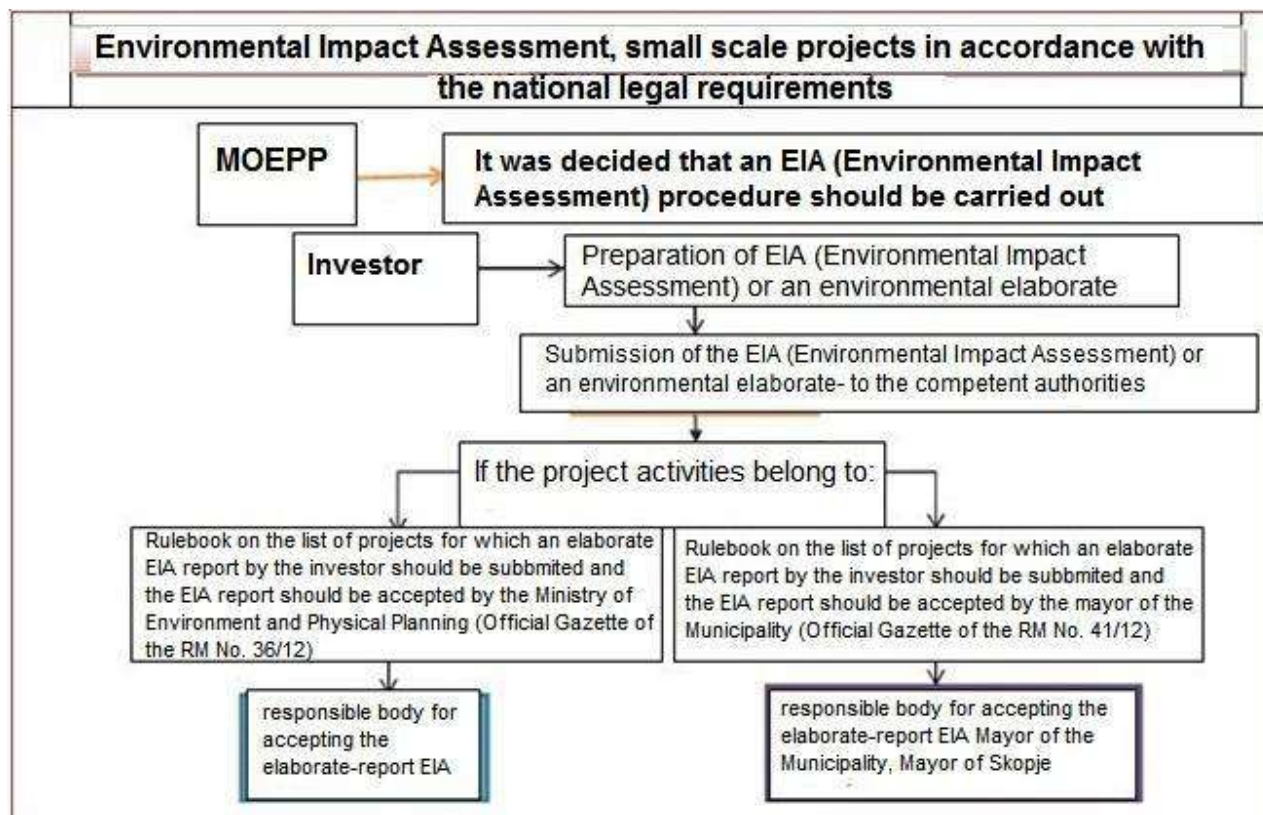 Environmental Impact Assessment, small scale projects in accordance with
the national legal requirements
MOEPP
It was decided that an EIA (Environmental Impact
Assessment) procedure should be carried out
Investor
Preparation of EIA (Environmental Impact
Assessment) or an environmental elaborate
Submission of the EIA (Environmental Impact Assessment) or
an environmental elaborate- to the competent authorities
If the project activities belong to:
Rulebook on the list of projects for which an elaborate
EIA report by the investor should be subbmited and
the EIA report should be accepted by the Ministry of
Environment and Physical Planning (Official Gazette of
the RM No. 36/12)
Rulebook on the list of projects for which an elaborate
EIA report by the investor should be subbmited and
the EIA report should be accepted by the mayor of the
Municipality (Official Gazette of the RM No. 41/12)
responsible body for
accepting the
elaborate-report EIA
responsible body for accepting the
elaborate-report EIA Mayor of the
Municipality, Mayor of Skopje